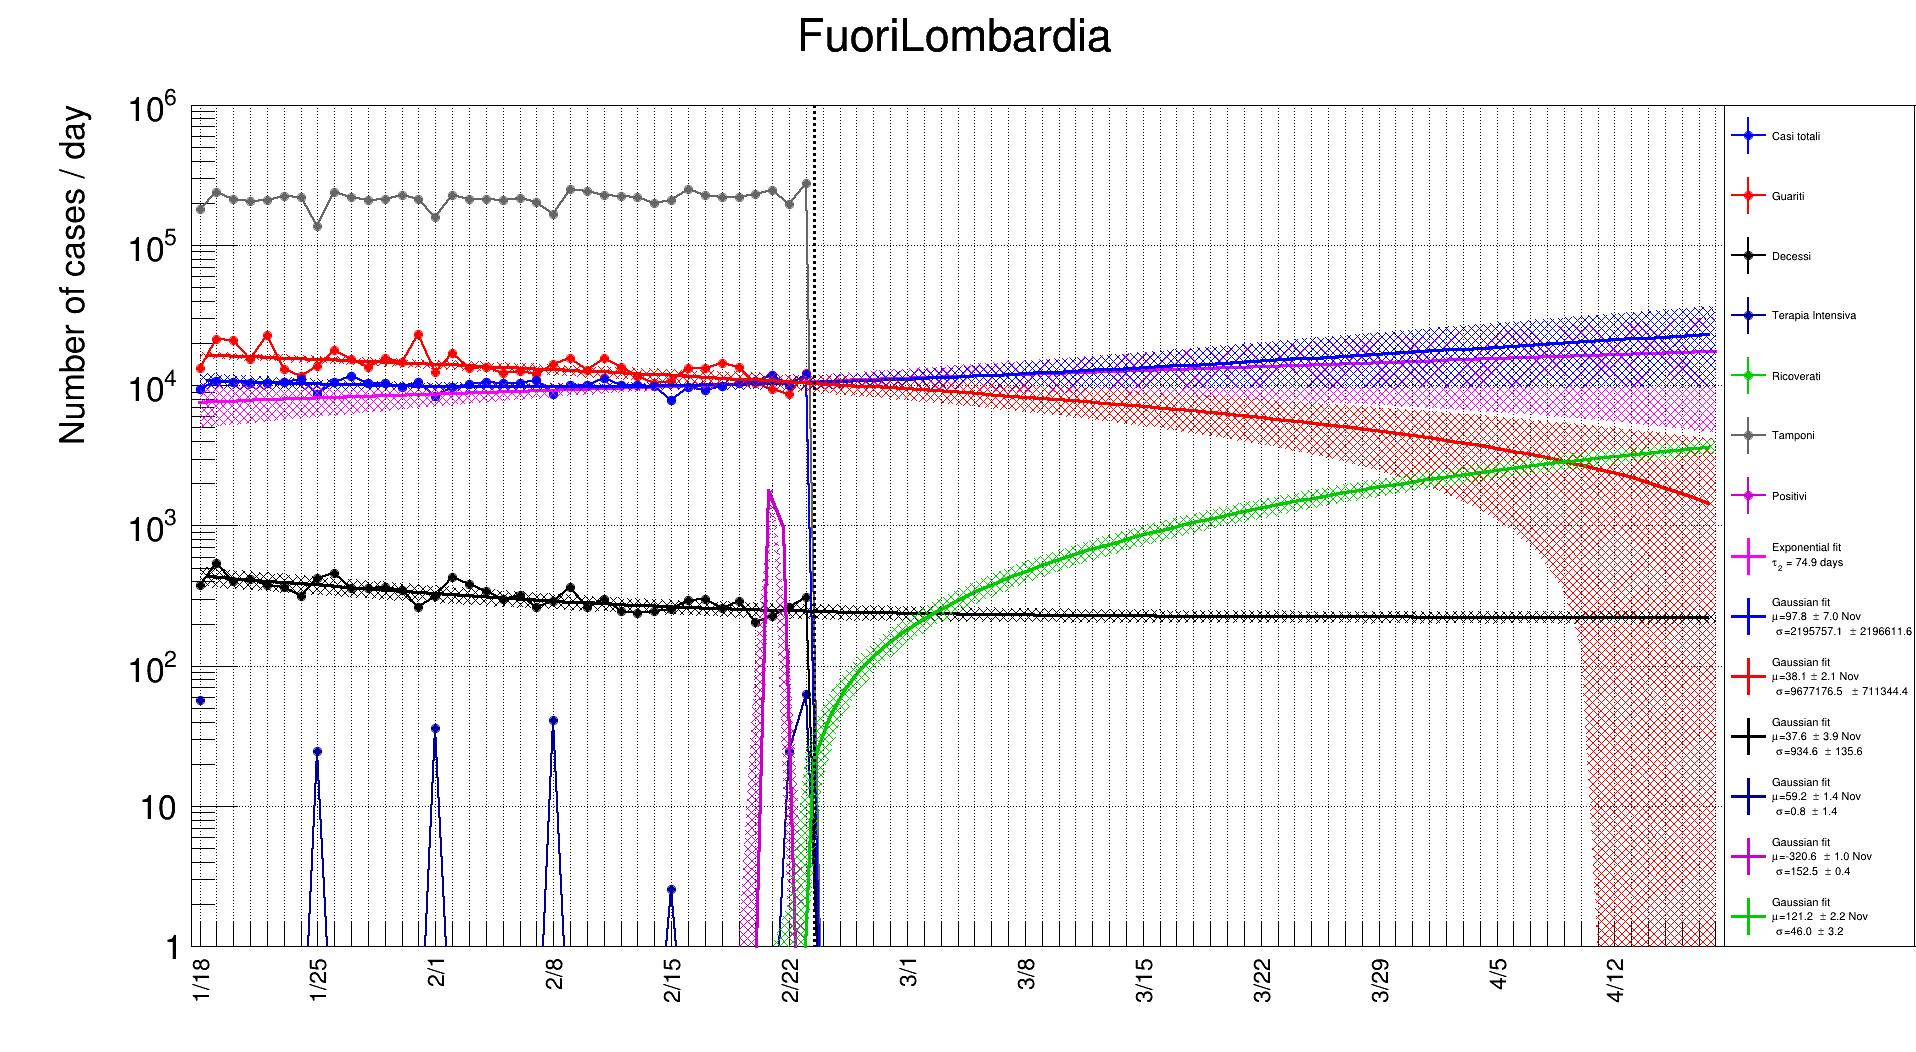 FuoriLombardia
Number of cases / day
10^6
10^5
10^4
10^3
10^2
10
1
1/18
1/25
2/1
2/8
2/15
2/22
3/1
3/8
3/15
3/22
3/29
4/5
4/12
Casi totali
Guariti
Decessi
Terapia Intensiva
Ricoverati
Tamponi
Positivi
Exponential fit
τ₂ = 74.9 days
Gaussian fit
μ=97.8 ± 7.0 Nov
σ=2195757.1 ± 2196611.6
Gaussian fit
μ=38.1 ± 2.1 Nov
σ=9677176.5 ± 711344.4
Gaussian fit
μ=37.6 ± 3.9 Nov
σ=934.6 ± 135.6
Gaussian fit
μ=59.2 ± 1.4 Nov
σ=0.8 ± 1.4
Gaussian fit
μ=-320.6 ± 1.0 Nov
σ=152.5 ± 0.4
Gaussian fit
μ=121.2 ± 2.2 Nov
σ=46.0 ± 3.2